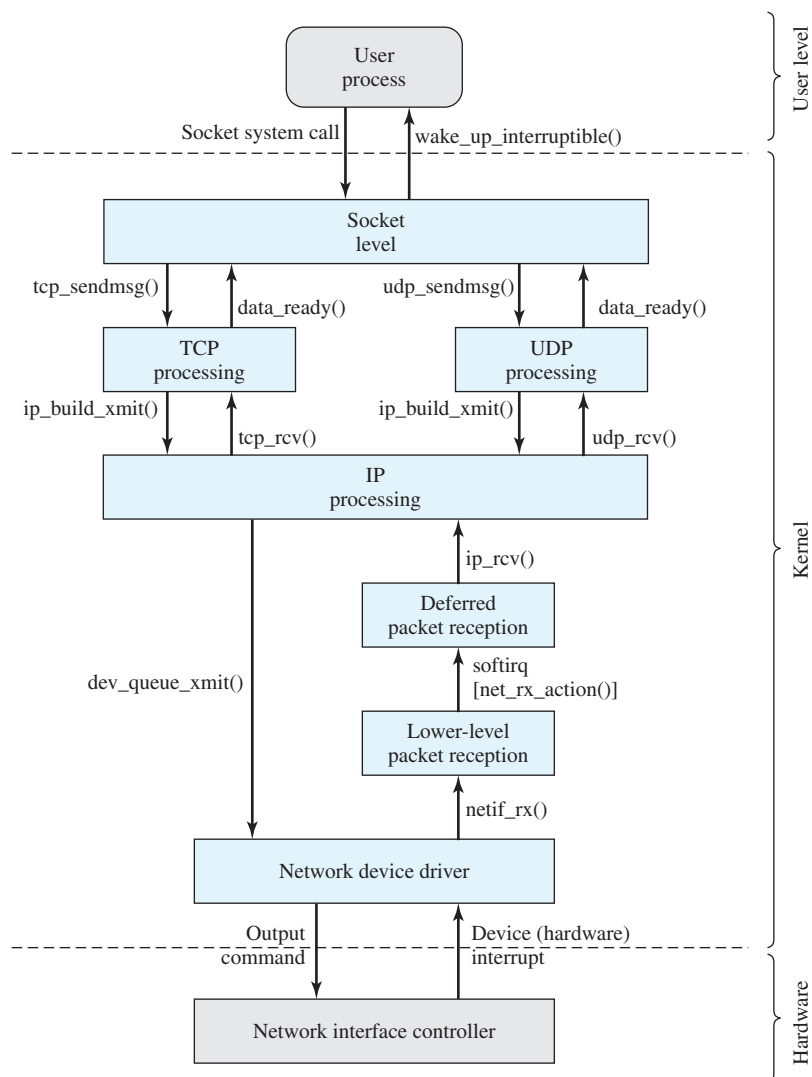 User
process
User level
Socket system call
wake_up_interruptible()
Socket
level
tcp_sendmsg()
data_ready()
udp_sendmsg()
data_ready()
TCP
processing
UDP
processing
ip_build_xmit()
tcp_rcv()
ip_build_xmit()
udp_rcv()
IP
processing
Kernel
ip_rcv()
Deferred
packet reception
dev_queue_xmit()
softirq
[net_rx_action()]
Lower-level
packet reception
netif_rx()
Network device driver
Output
command
Device (hardware)
interrupt
Network interface controller
Hardware